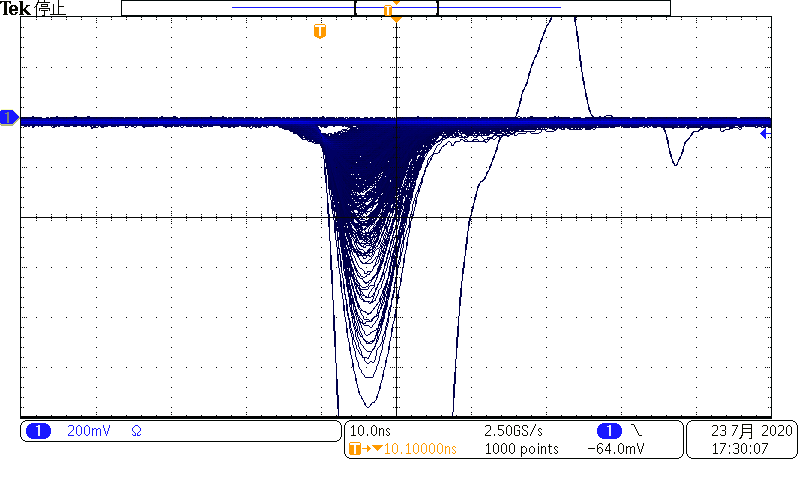 Tek 停止
T
T
1
1 200mV Ω 10.0ns 2.50GS/s 1 -64.0mV 23 7月 2020
T→▼10.10000ns 1000 points 17:30:07